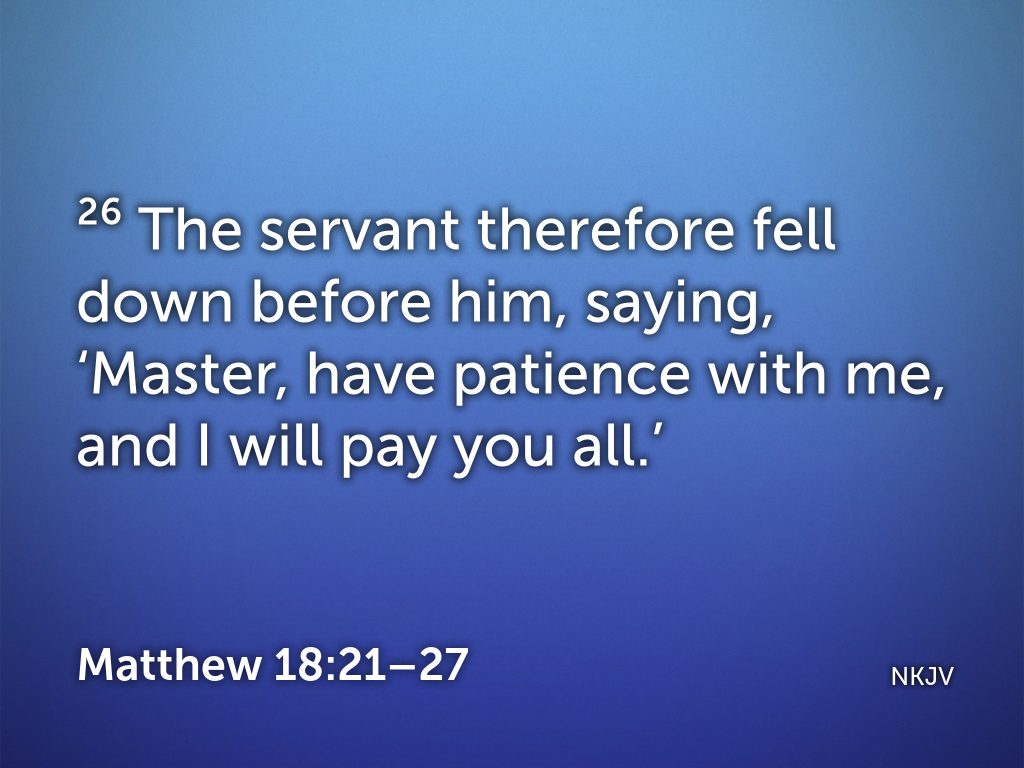 26 The servant therefore fell
down before him, saying,
‘Master, have patience with me,
and I will pay you all.’
Matthew 18:21–27
NKJV